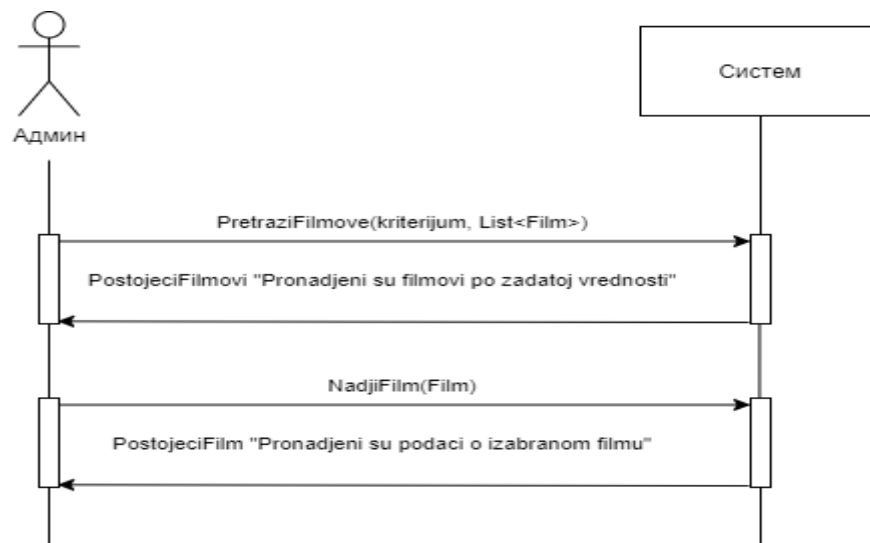 Систем
Админ
PretraziFilmove(kriterijum, List<Film>)
PostojeciFilmovi "Pronadjeni su filmovi po zadatoj vrednosti"
NadjiFilm(Film)
PostojeciFilm "Pronadjeni su podaci o izabranom filmu"